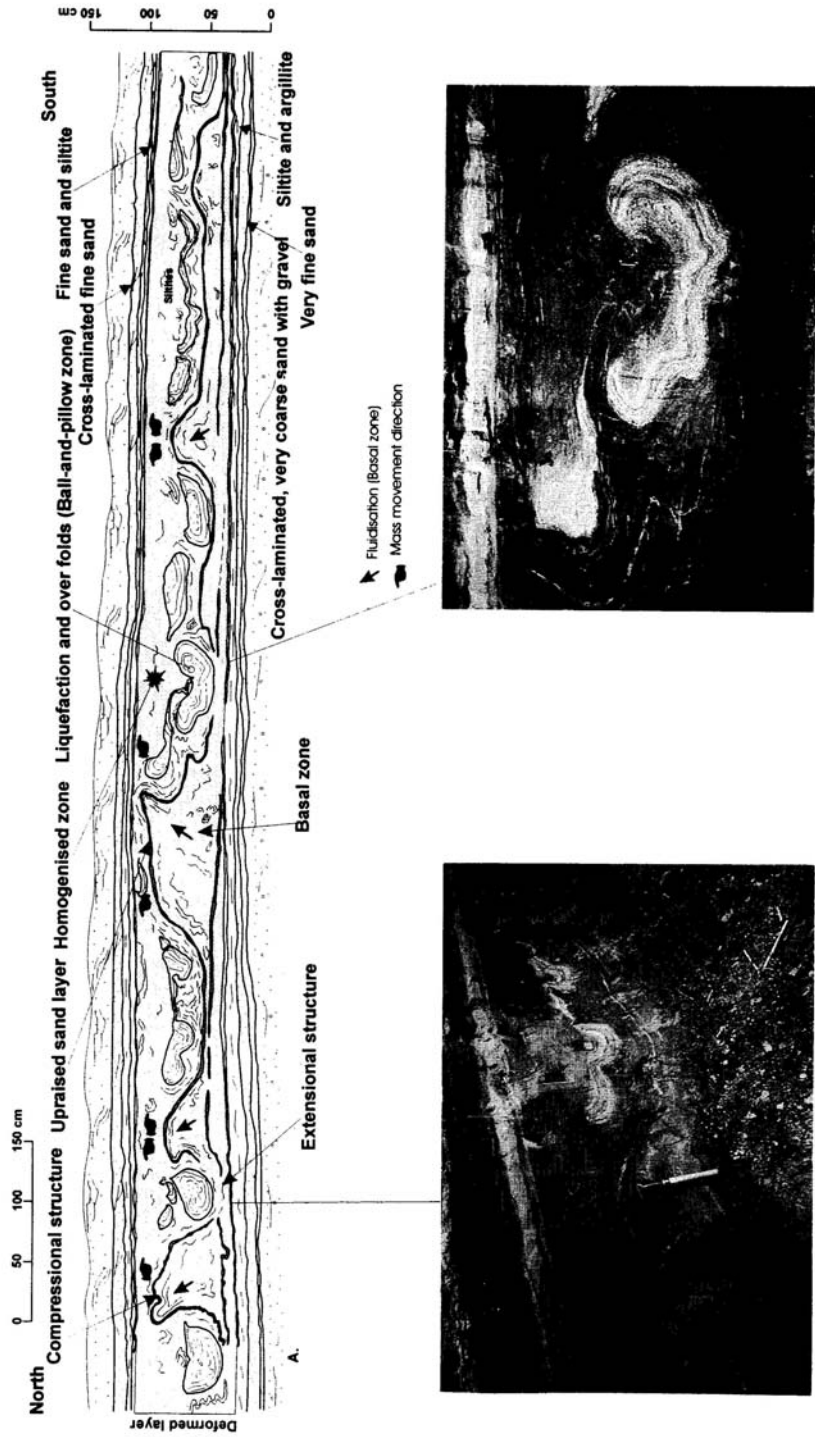 North
South
0 50 100 150 cm
Compressional structure
Upraised sand layer
Homogenised zone
Liquefaction and over folds (Ball-and-pillow zone)
Cross-laminated fine sand
Fine sand and siltite
cm
150
100
50
0
Deformed layer
Siltites
A.
Extensional structure
Basal zone
Cross-laminated, very coarse sand with gravel
Very fine sand
Siltite and argillite
Fluidisation (Basal zone)
Mass movement direction